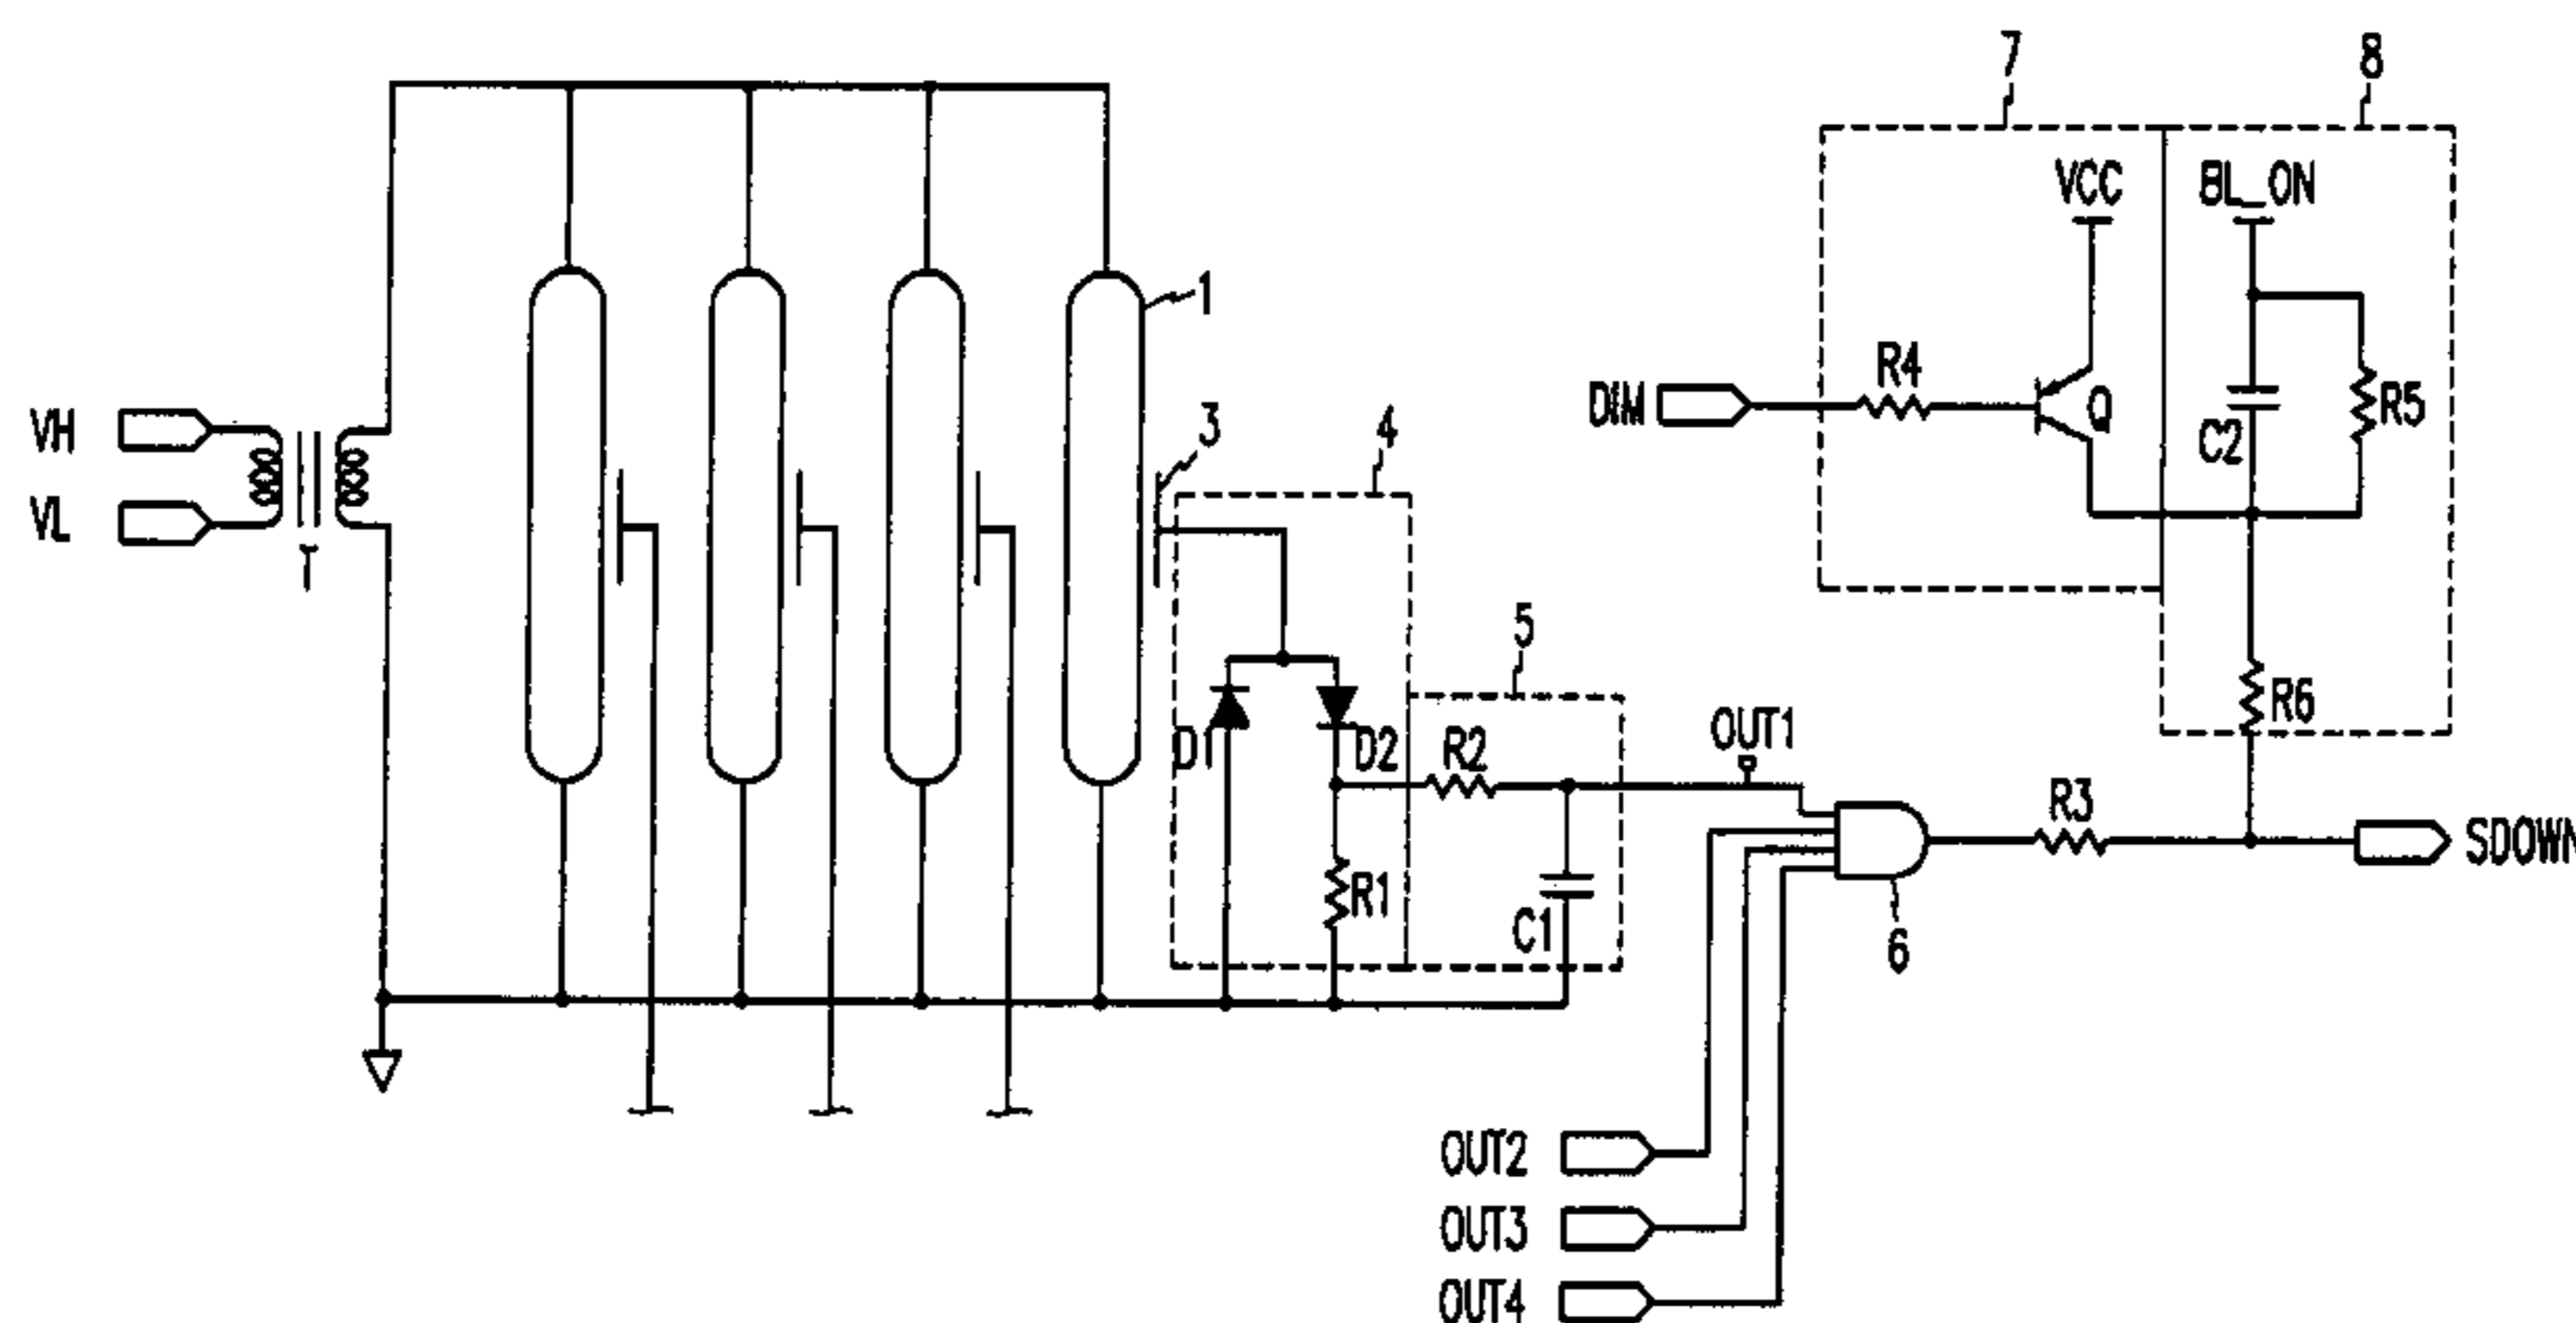 7
8
VCC
BL_ON
1
VH
R4
DIM
Q
R5
C2
3
4
VL
T
5
R6
D1
D2
R2
OUT1
R3
SDOWN
R1
C1
6
OUT2
OUT3
OUT4